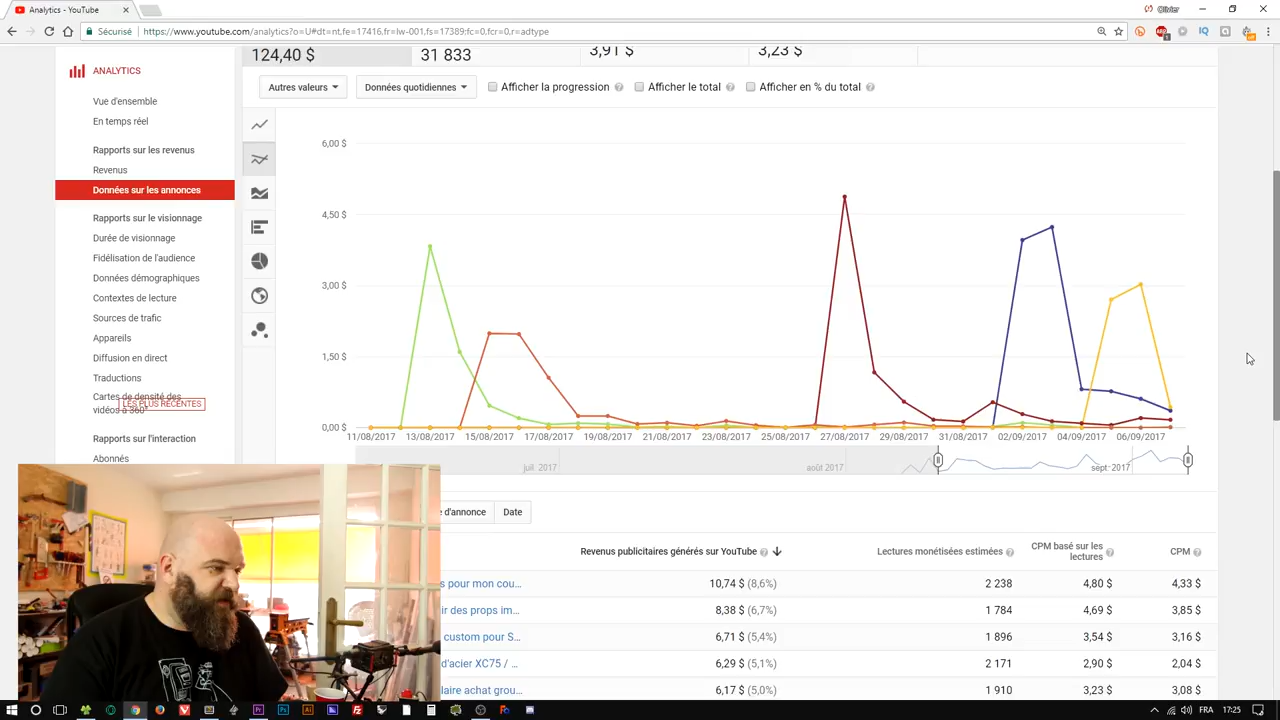 Analytics - YouTube
Olivier
Sécurisé
https://www.youtube.com/analytics?o=U#dt=nt,fe=17416,fr=lw-001,fs=17389;fc=0,fcr=0,r=adtype
ANALYTICS
Vue d'ensemble
En temps réel
Rapports sur les revenus
Revenus
Données sur les annonces
Rapports sur le visionnage
Durée de visionnage
Fidélisation de l'audience
Données démographiques
Contextes de lecture
Sources de trafic
Appareils
Diffusion en direct
Traductions
Cartes de densité des
vidéos à 360°
LES PLUS RÉCENTES
Rapports sur l'interaction
Abonnés
124,40 $ 31 833 3,91 $ 3,23 $
Autres valeurs Données quotidiennes Afficher la progression Afficher le total Afficher en % du total
6,00 $
4,50 $
3,00 $
1,50 $
0,00 $
11/08/2017 13/08/2017 15/08/2017 17/08/2017 19/08/2017 21/08/2017 23/08/2017 25/08/2017 27/08/2017 29/08/2017 31/08/2017 02/09/2017 04/09/2017 06/09/2017
juil. 2017 août 2017 sept. 2017
e d'annonce Date
Revenus publicitaires générés sur YouTube Lectures monétisées estimées CPM basé sur les
lectures CPM
s pour mon cou... 10,74 $ (8,6%) 2 238 4,80 $ 4,33 $
ir des props im... 8,38 $ (6,7%) 1 784 4,69 $ 3,85 $
custom pour S... 6,71 $ (5,4%) 1 896 3,54 $ 3,16 $
d'acier XC75 / ... 6,29 $ (5,1%) 2 171 2,90 $ 2,04 $
laire achat grou... 6,17 $ (5,0%) 1 910 3,23 $ 3,08 $
FRA 17:25